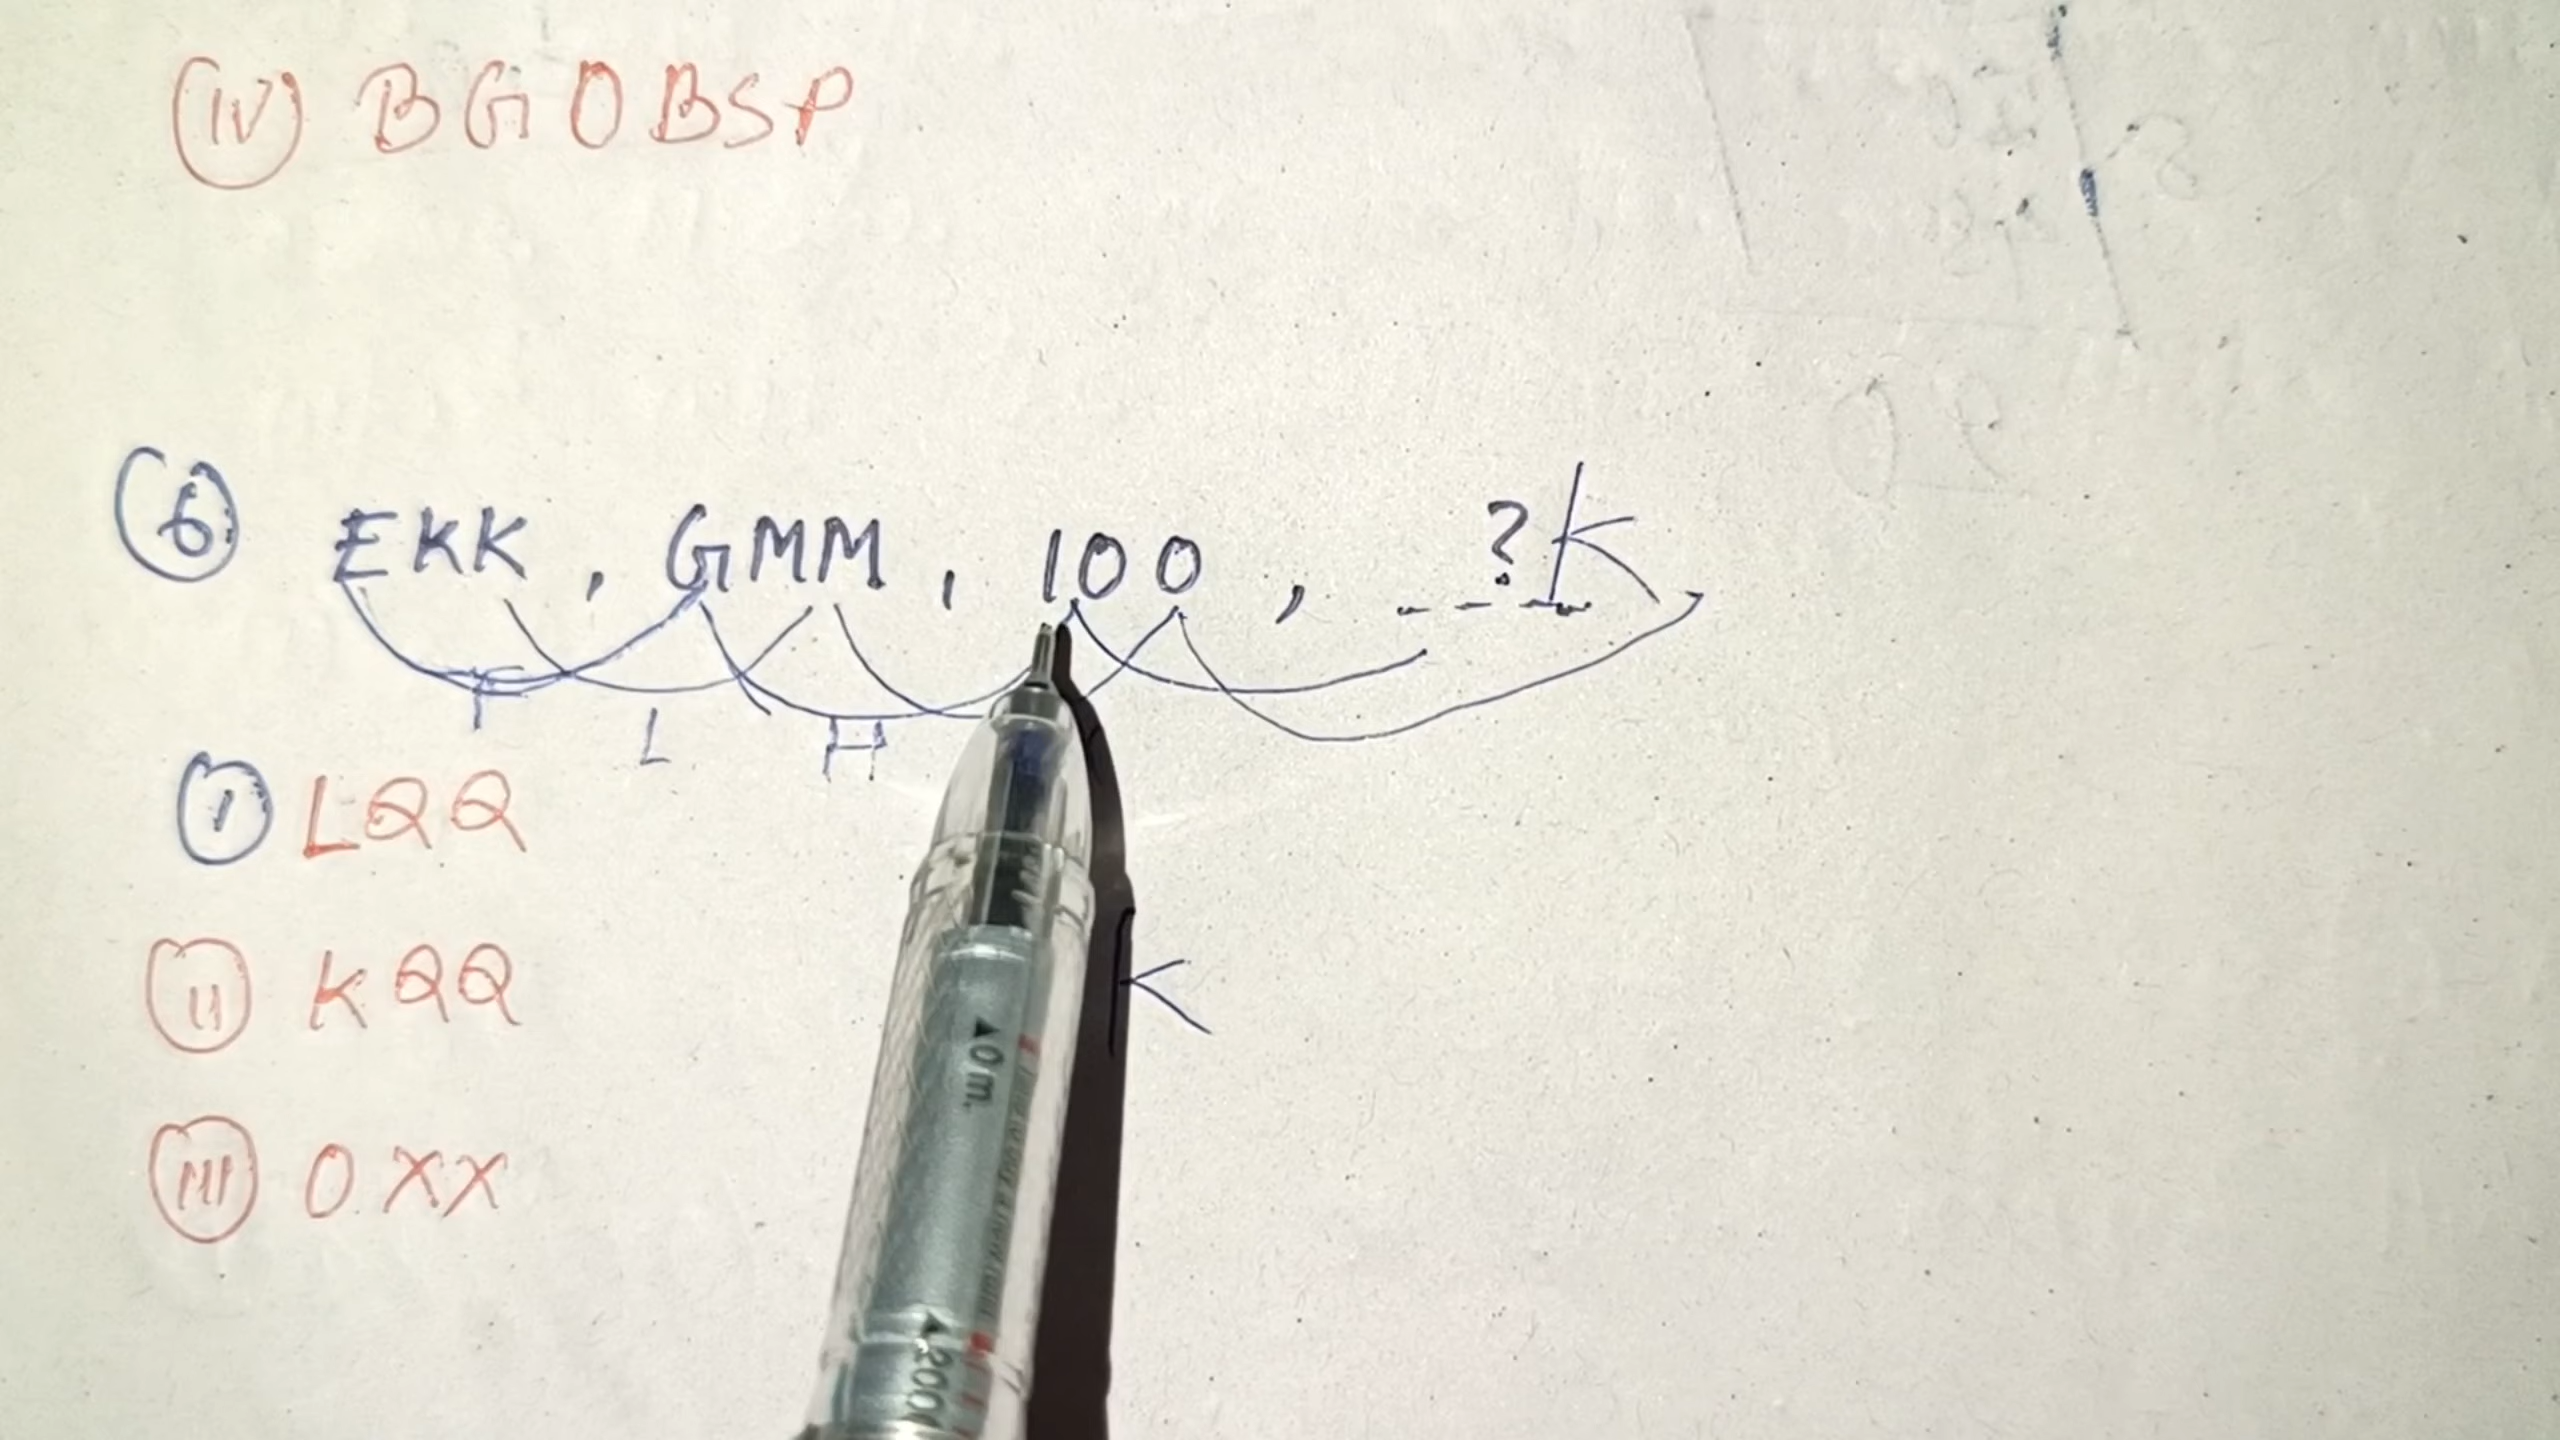 (IV) BGOBSP
(6) EKK, GMM, IOO, ---? K
F L H
(I) LQQ
(II) KQQ
K
(III) OXX